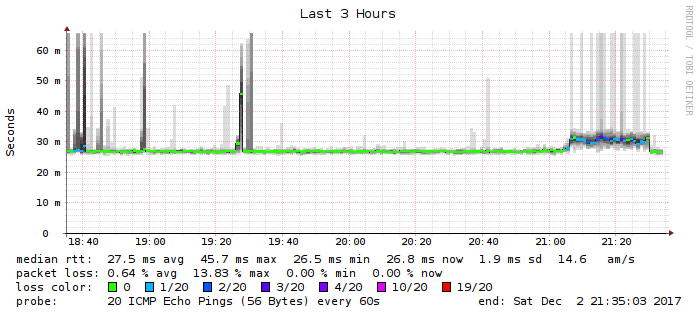 Last 3 Hours
RRDTOOL / TOBI OETIKER
Seconds
60 m
50 m
40 m
30 m
20 m
10 m
0
18:40 19:00 19:20 19:40 20:00 20:20 20:40 21:00 21:20
median rtt: 27.5 ms avg 45.7 ms max 26.5 ms min 26.8 ms now 1.9 ms sd 14.6 am/s
packet loss: 0.64 % avg 13.83 % max 0.00 % min 0.00 % now
loss color: 0 1/20 2/20 3/20 4/20 10/20 19/20
probe: 20 ICMP Echo Pings (56 Bytes) every 60s end: Sat Dec 2 21:35:03 2017